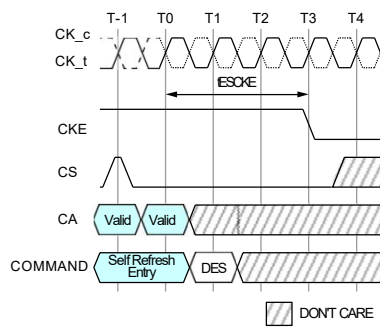 T-1 T0 T1 T2 T3 T4
CK_c
CK_t
tESCKE
CKE
CS
CA Valid Valid
COMMAND Self Refresh Entry DES
DON'T CARE